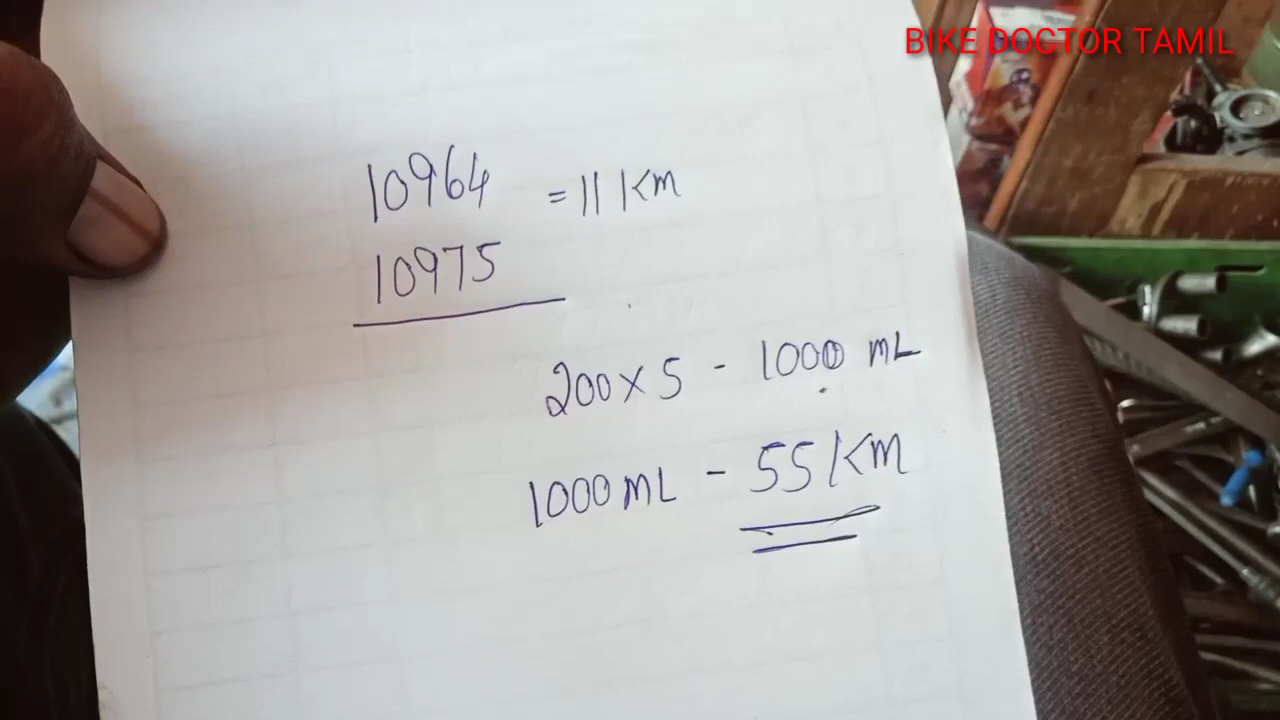 BIKE DOCTOR TAMIL
10964 = 11 Km
10975
200 x 5 - 1000 mL
1000 mL - 55 Km